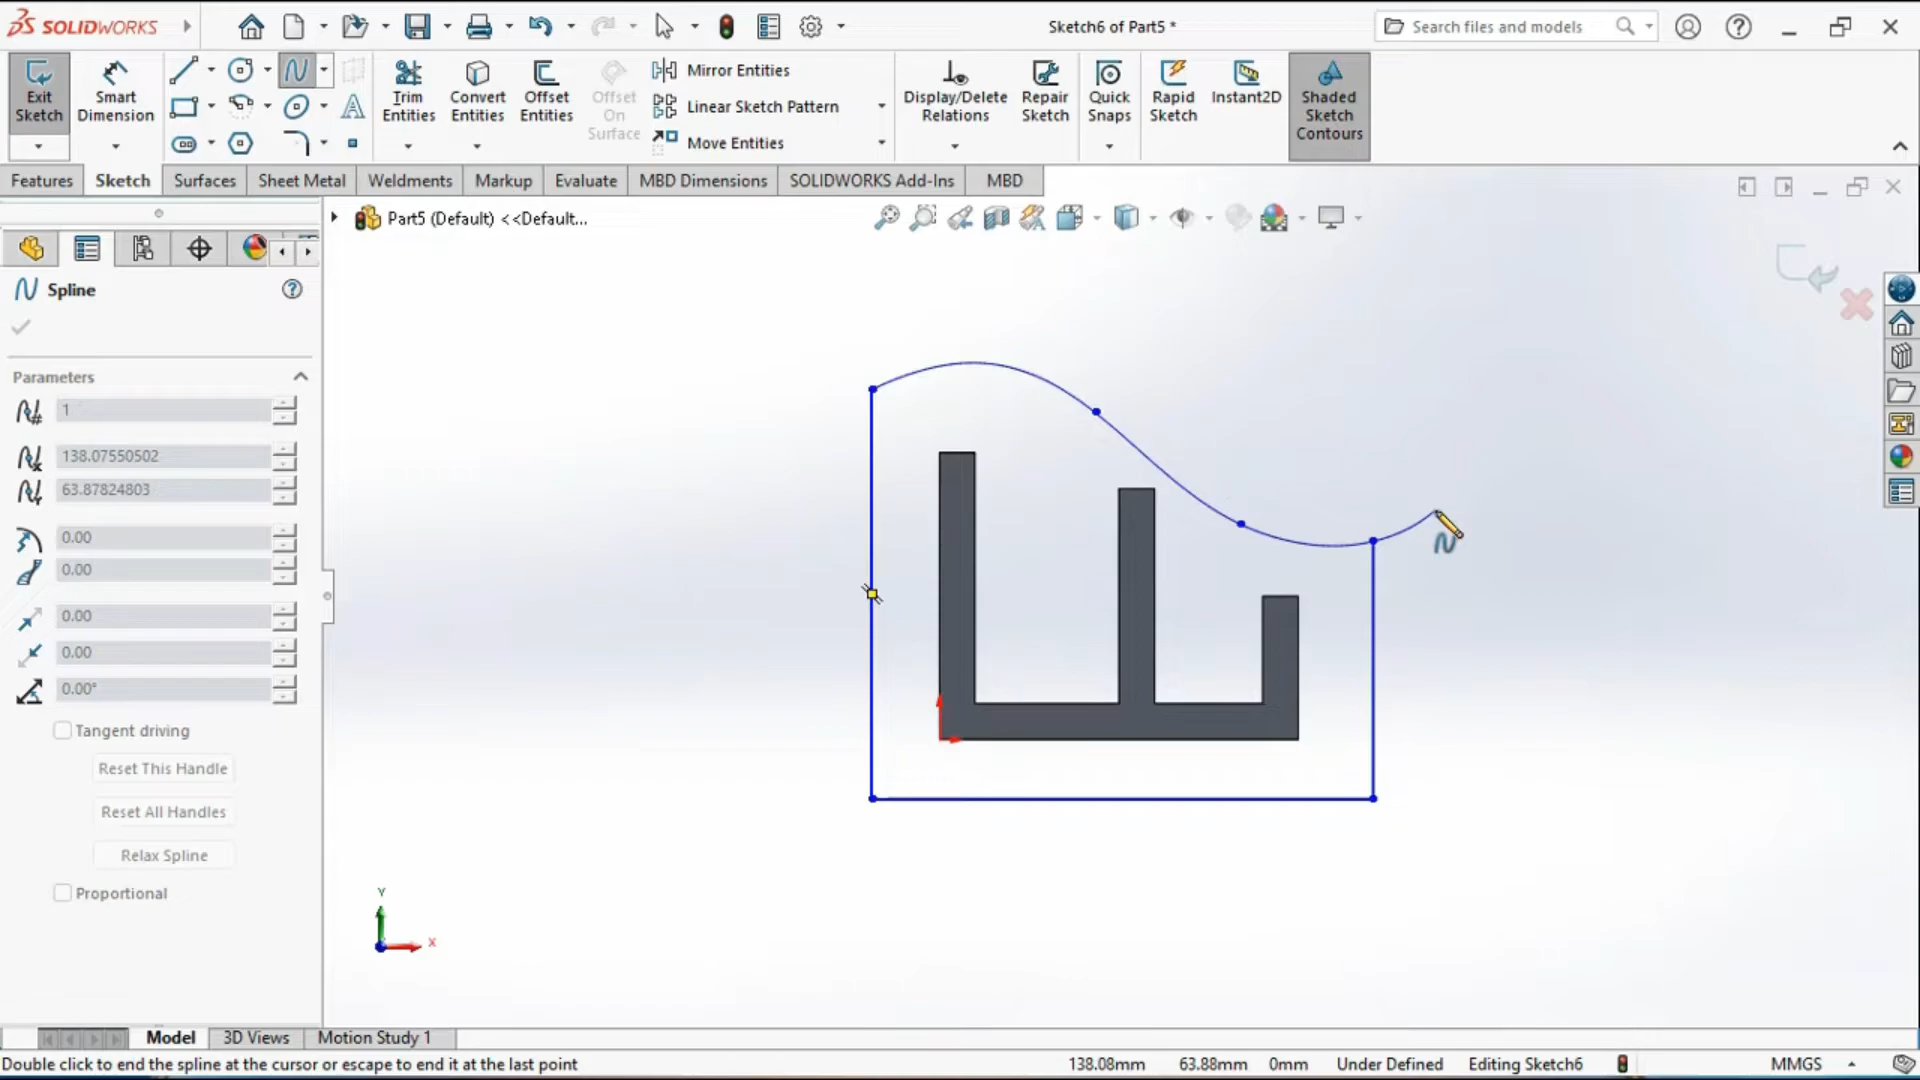 SOLIDWORKS
Sketch6 of Part5 *
Search files and models
Exit
Sketch
Smart
Dimension
Trim
Entities
Convert
Entities
Offset
Entities
Offset
On
Surface
Mirror Entities
Linear Sketch Pattern
Move Entities
Display/Delete
Relations
Repair
Sketch
Quick
Snaps
Rapid
Sketch
Instant2D
Shaded
Sketch
Contours
Features
Sketch
Surfaces
Sheet Metal
Weldments
Markup
Evaluate
MBD Dimensions
SOLIDWORKS Add-Ins
MBD
Part5 (Default) <<Default...
Spline
Parameters
1
138.07550502
63.87824803
0.00
0.00
0.00
0.00
0.00°
Tangent driving
Reset This Handle
Reset All Handles
Relax Spline
Proportional
Y
X
Model
3D Views
Motion Study 1
Double click to end the spline at the cursor or escape to end it at the last point
138.08mm
63.88mm
0mm
Under Defined
Editing Sketch6
MMGS